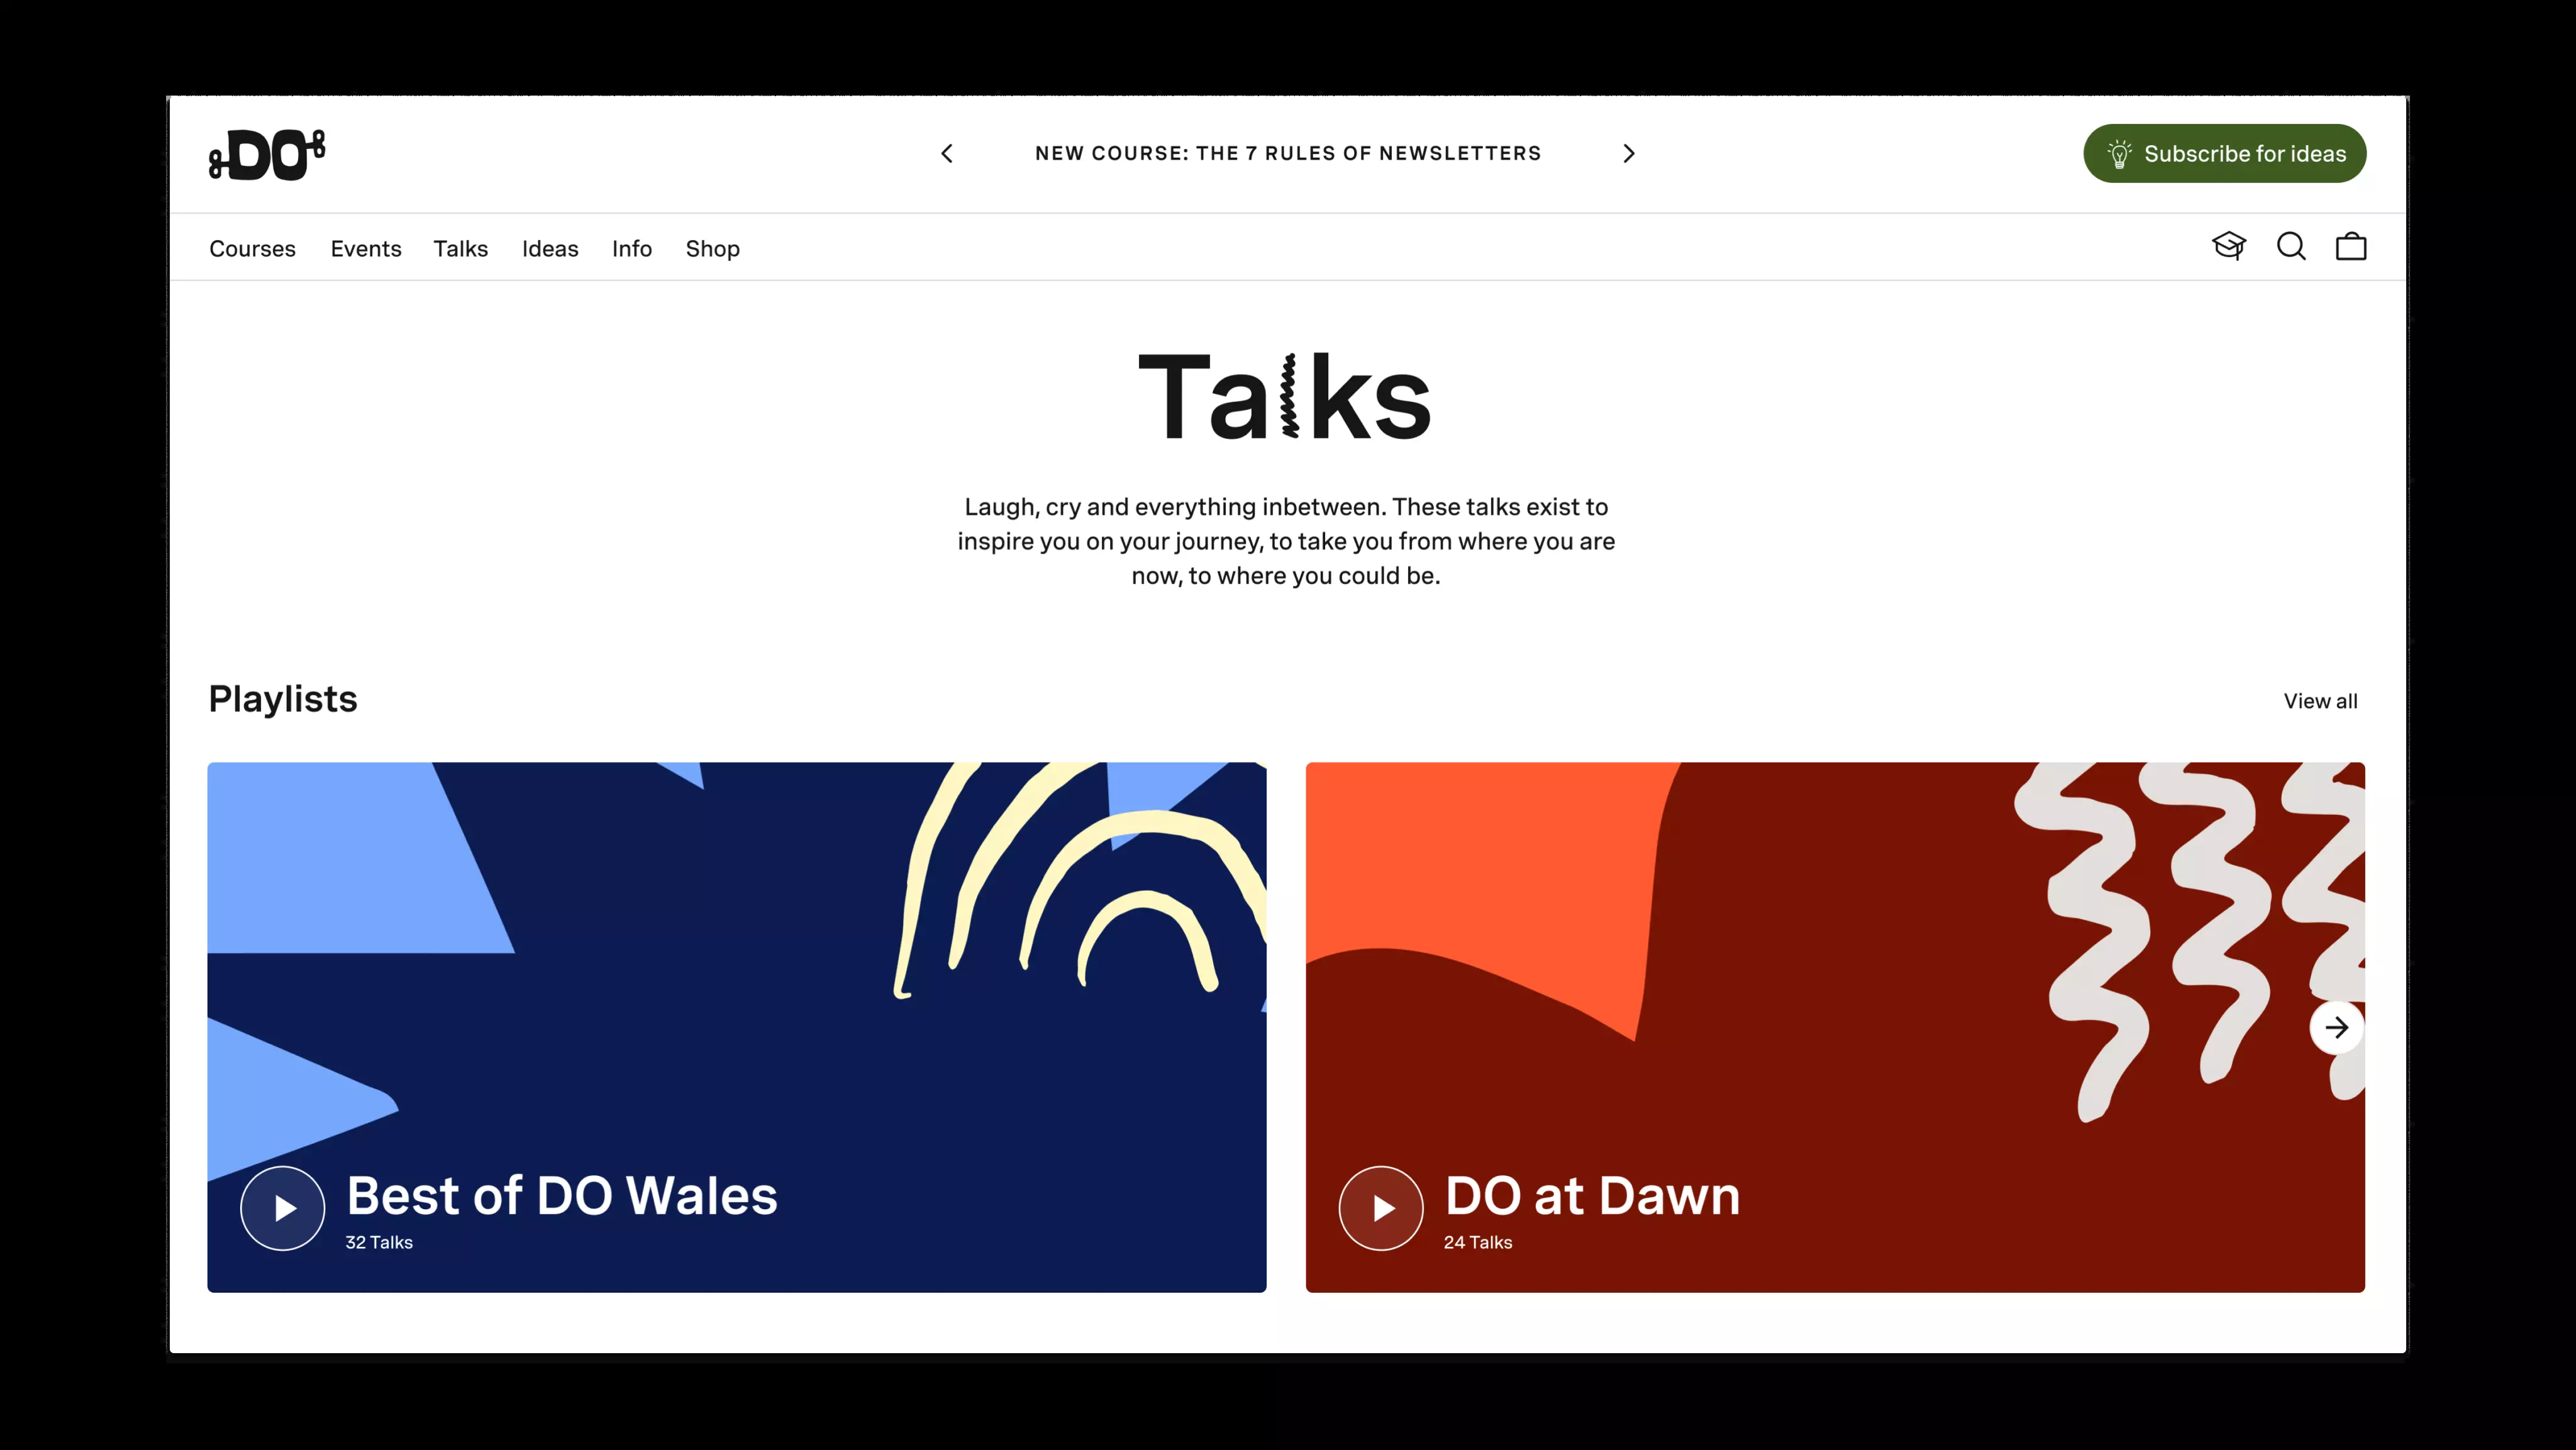 DO
NEW COURSE: THE 7 RULES OF NEWSLETTERS
Subscribe for ideas
Courses
Events
Talks
Ideas
Info
Shop
Talks
Laugh, cry and everything inbetween. These talks exist to
inspire you on your journey, to take you from where you are
now, to where you could be.
Playlists
View all
Best of DO Wales
32 Talks
DO at Dawn
24 Talks